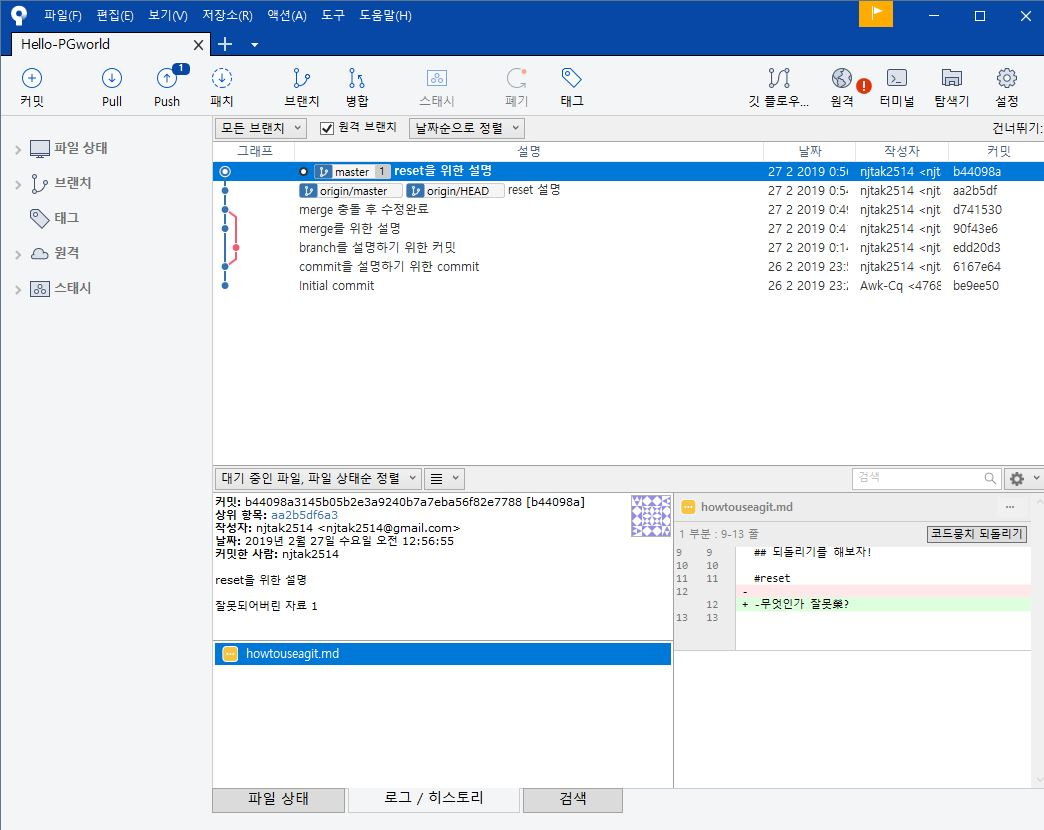 파일(F) 편집(E) 보기(V) 저장소(R) 액션(A) 도구 도움말(H)
Hello-PGworld
1
커밋 Pull Push 패치 브랜치 병합 스태시 폐기 태그 깃 플로우... 원격 터미널 탐색기 설정
모든 브랜치 원격 브랜치 날짜순으로 정렬 건너뛰기:
그래프 설명 날짜 작성자 커밋
master 1 reset을 위한 설명 27 2 2019 0:5 njtak2514 <njt b44098a
origin/master origin/HEAD reset 설명 27 2 2019 0:54 njtak2514 <njt aa2b5df
merge 충돌 후 수정완료 27 2 2019 0:49 njtak2514 <njt d741530
merge를 위한 설명 27 2 2019 0:4 njtak2514 <njt 90f43e6
branch를 설명하기 위한 커밋 27 2 2019 0:14 njtak2514 <njt edd20d3
commit을 설명하기 위한 commit 26 2 2019 23: njtak2514 <njt 6167e64
Initial commit 26 2 2019 23: Awk-Cq <4768 be9ee50
파일 상태
브랜치
태그
원격
스태시
대기 중인 파일, 파일 상태순 정렬 검색
커밋: b44098a3145b05b2e3a9240b7a7eba56f82e7788 [b44098a]
상위 항목: aa2b5df6a3
작성자: njtak2514 <njtak2514@gmail.com>
날짜: 2019년 2월 27일 수요일 오전 12:56:55
커밋한 사람: njtak2514
reset을 위한 설명
잘못되어버린 자료 1
howtouseagit.md
howtouseagit.md ...
1 부분 : 9-13 줄 코드뭉치 되돌리기
9 9 ## 되돌리기를 해보자!
10 10
11 11 #reset
12 -
12 + -무엇인가 잘못?
13 13
파일 상태 로그 / 히스토리 검색